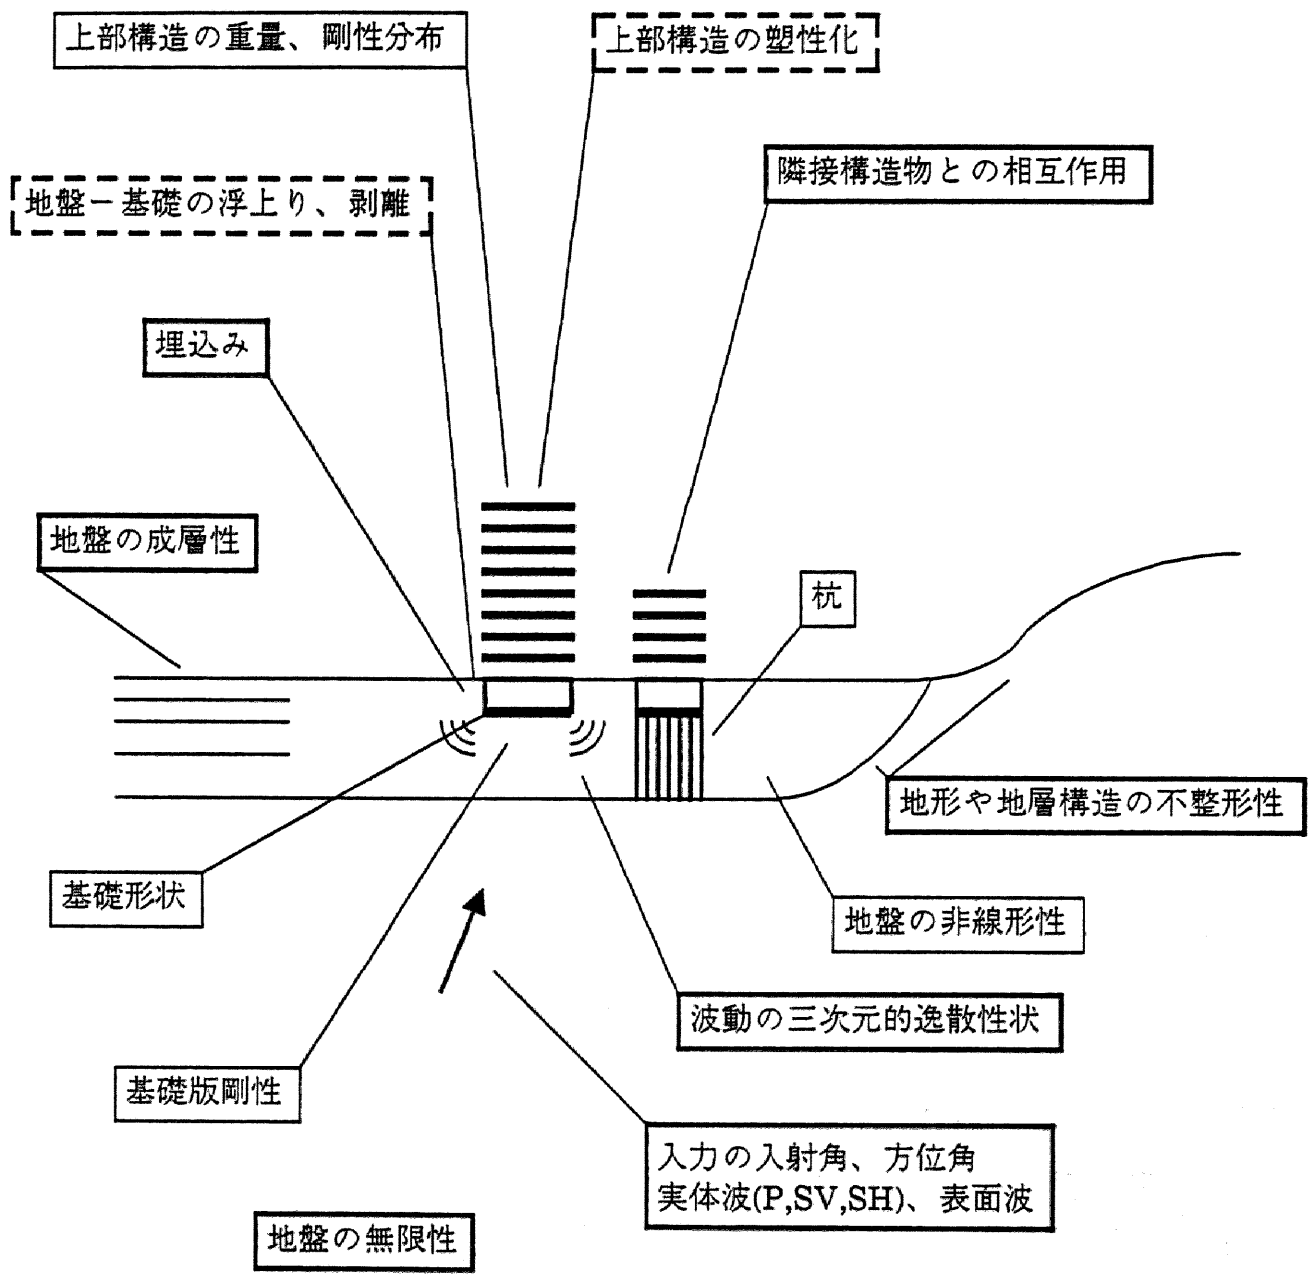 上部構造の重量、剛性分布
上部構造の塑性化
隣接構造物との相互作用
地盤－基礎の浮上り、剥離
埋込み
地盤の成層性
杭
地形や地層構造の不整形性
基礎形状
地盤の非線形性
波動の三次元的逸散性状
基礎版剛性
入力の入射角、方位角
実体波(P,SV,SH)、表面波
地盤の無限性